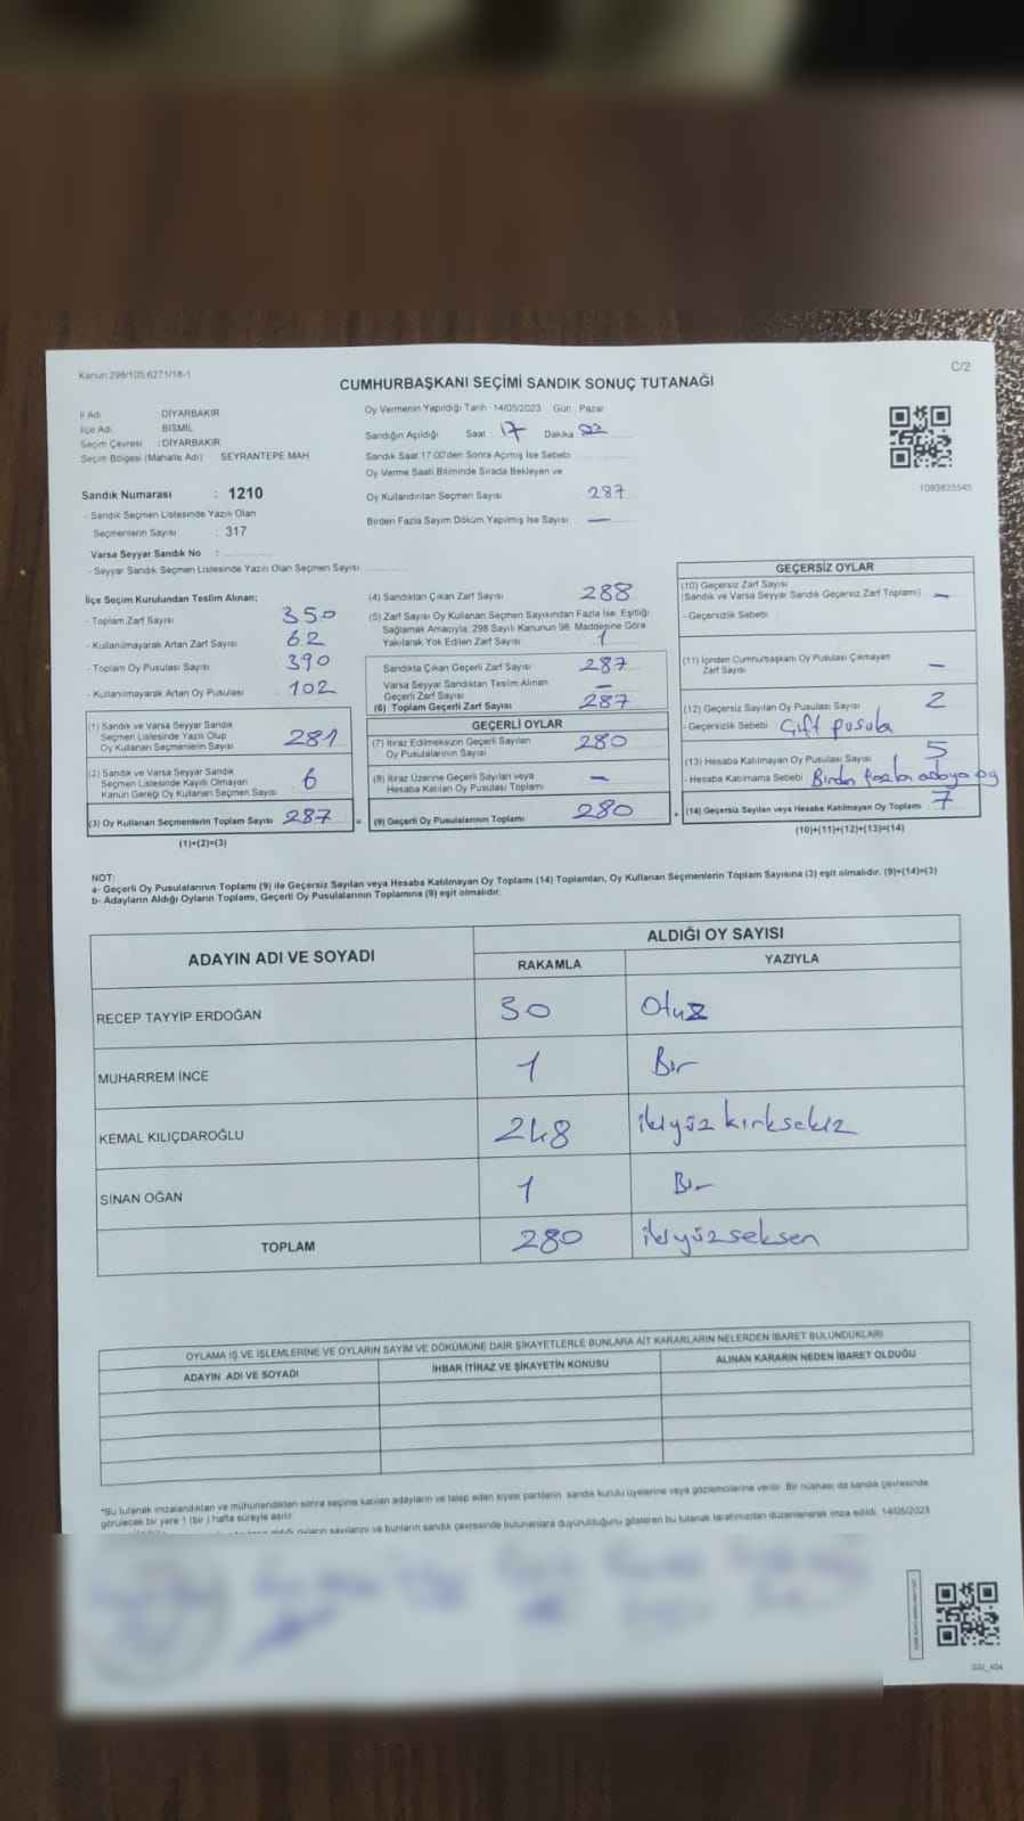 Kanun 298/105 6271/18-1
C/2
CUMHURBAŞKANI SEÇİMİ SANDIK SONUÇ TUTANAĞI
İl Adı : DİYARBAKIR
İlçe Adı : BİSMİL
Seçim Çevresi : DİYARBAKIR
Seçim Bölgesi (Mahalle Adı) SEYRANTEPE MAH
Oy Vermenin Yapıldığı Tarih 14/05/2023 Gün Pazar
Sandığın Açıldığı Saat : 17 Dakika 22
Sandık Saat 17.00'den Sonra Açılmış İse Sebebi
Oy Verme Saati Bitiminde Sırada Bekleyen ve
Oy Kullandırılan Seçmen Sayısı 287
Birden Fazla Sayım Döküm Yapılmış İse Sayısı —
1093825545
Sandık Numarası : 1210
- Sandık Seçmen Listesinde Yazılı Olan
Seçmenlerin Sayısı : 317
Varsa Seyyar Sandık No :
- Seyyar Sandık Seçmen Listesinde Yazılı Olan Seçmen Sayısı
İlçe Seçim Kurulundan Teslim Alınan;
- Toplam Zarf Sayısı 350
- Kullanılmayarak Artan Zarf Sayısı 62
- Toplam Oy Pusulası Sayısı 390
- Kullanılmayarak Artan Oy Pusulası 102
(1) Sandık ve Varsa Seyyar Sandık
Seçmen Listesinde Yazılı Olup
Oy Kullanan Seçmenlerin Sayısı 281
(2) Sandık ve Varsa Seyyar Sandık
Seçmen Listesinde Kayıtlı Olmayan
Kanun Gereği Oy Kullanan Seçmen Sayısı 6
(3) Oy Kullanan Seçmenlerin Toplam Sayısı 287
(1)+(2)=(3)
(4) Sandıktan Çıkan Zarf Sayısı 288
(5) Zarf Sayısı Oy Kullanan Seçmen Sayısından Fazla İse, Eşitliği
Sağlamak Amacıyla, 298 Sayılı Kanunun 98. Maddesine Göre
Yakılarak Yok Edilen Zarf Sayısı 1
Sandıkta Çıkan Geçerli Zarf Sayısı 287
Varsa Seyyar Sandıktan Teslim Alınan
Geçerli Zarf Sayısı —
(6) Toplam Geçerli Zarf Sayısı 287
GEÇERLİ OYLAR
(7) İtiraz Edilmeksizin Geçerli Sayılan
Oy Pusulalarının Sayısı 280
(8) İtiraz Üzerine Geçerli Sayılan veya
Hesaba Katılan Oy Pusulası Toplamı —
= (9) Geçerli Oy Pusulalarının Toplamı 280
GEÇERSİZ OYLAR
(10) Geçersiz Zarf Sayısı
(Sandık ve Varsa Seyyar Sandık Geçersiz Zarf Toplamı) —
- Geçersizlik Sebebi
(11) İçinden Cumhurbaşkanı Oy Pusulası Çıkmayan
Zarf Sayısı —
(12) Geçersiz Sayılan Oy Pusulası Sayısı 2
- Geçersizlik Sebebi Çift pusula
(13) Hesaba Katılmayan Oy Pusulası Sayısı 5
- Hesaba Katılmama Sebebi Birden fazla adaya oy
+ (14) Geçersiz Sayılan veya Hesaba Katılmayan Oy Toplamı 7
(10)+(11)+(12)+(13)=(14)
NOT:
a- Geçerli Oy Pusulalarının Toplamı (9) ile Geçersiz Sayılan veya Hesaba Katılmayan Oy Toplamı (14) Toplamları, Oy Kullanan Seçmenlerin Toplam Sayısına (3) eşit olmalıdır. (9)+(14)=(3)
b- Adayların Aldığı Oyların Toplamı, Geçerli Oy Pusulalarının Toplamına (9) eşit olmalıdır.
ADAYIN ADI VE SOYADI
ALDIĞI OY SAYISI
RAKAMLA YAZIYLA
RECEP TAYYİP ERDOĞAN 30 Otuz
MUHARREM İNCE 1 Bir
KEMAL KILIÇDAROĞLU 248 ikiyüz kırksekiz
SİNAN OĞAN 1 Bir
TOPLAM 280 ikiyüzseksen
OYLAMA İŞ VE İŞLEMLERİNE VE OYLARIN SAYIM VE DÖKÜMÜNE DAİR ŞİKAYETLERLE BUNLARA AİT KARARLARIN NELERDEN İBARET BULUNDUKLARI
ADAYIN ADI VE SOYADI İHBAR İTİRAZ VE ŞİKAYETİN KONUSU ALINAN KARARIN NEDEN İBARET OLDUĞU
*Bu tutanak imzalandıktan ve mühürlendikten sonra seçime katılan adayların ve talep eden siyasi partilerin sandık kurulu üyelerine veya gözlemcilerine verilir. Bir nüshası da sandık çevresinde
görülecek bir yere 1 (bir) hafta süreyle asılır.
oyların sayılarını ve bunların sandık çevresinde bulunanlara duyurulduğunu gösteren bu tutanak tarafımızdan düzenlenerek imza edildi. 14/05/2023